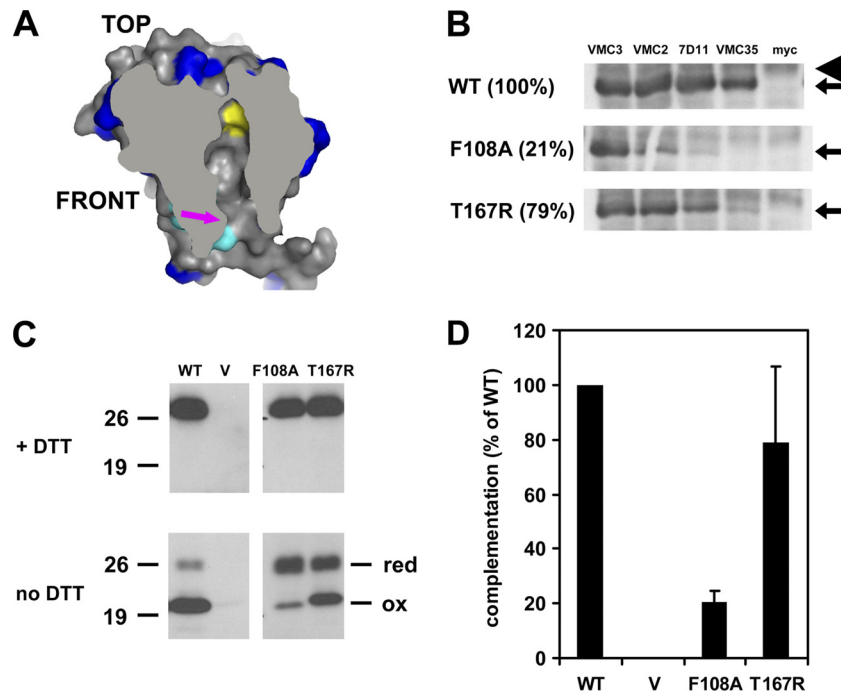 A
TOP
FRONT
B
VMC3 VMC2 7D11 VMC35 myc
WT (100%)
F108A (21%)
T167R (79%)
C
WT V F108A T167R
+ DTT
26
19
no DTT
26
19
red
ox
D
complementation (% of WT)
120
100
80
60
40
20
0
WT V F108A T167R